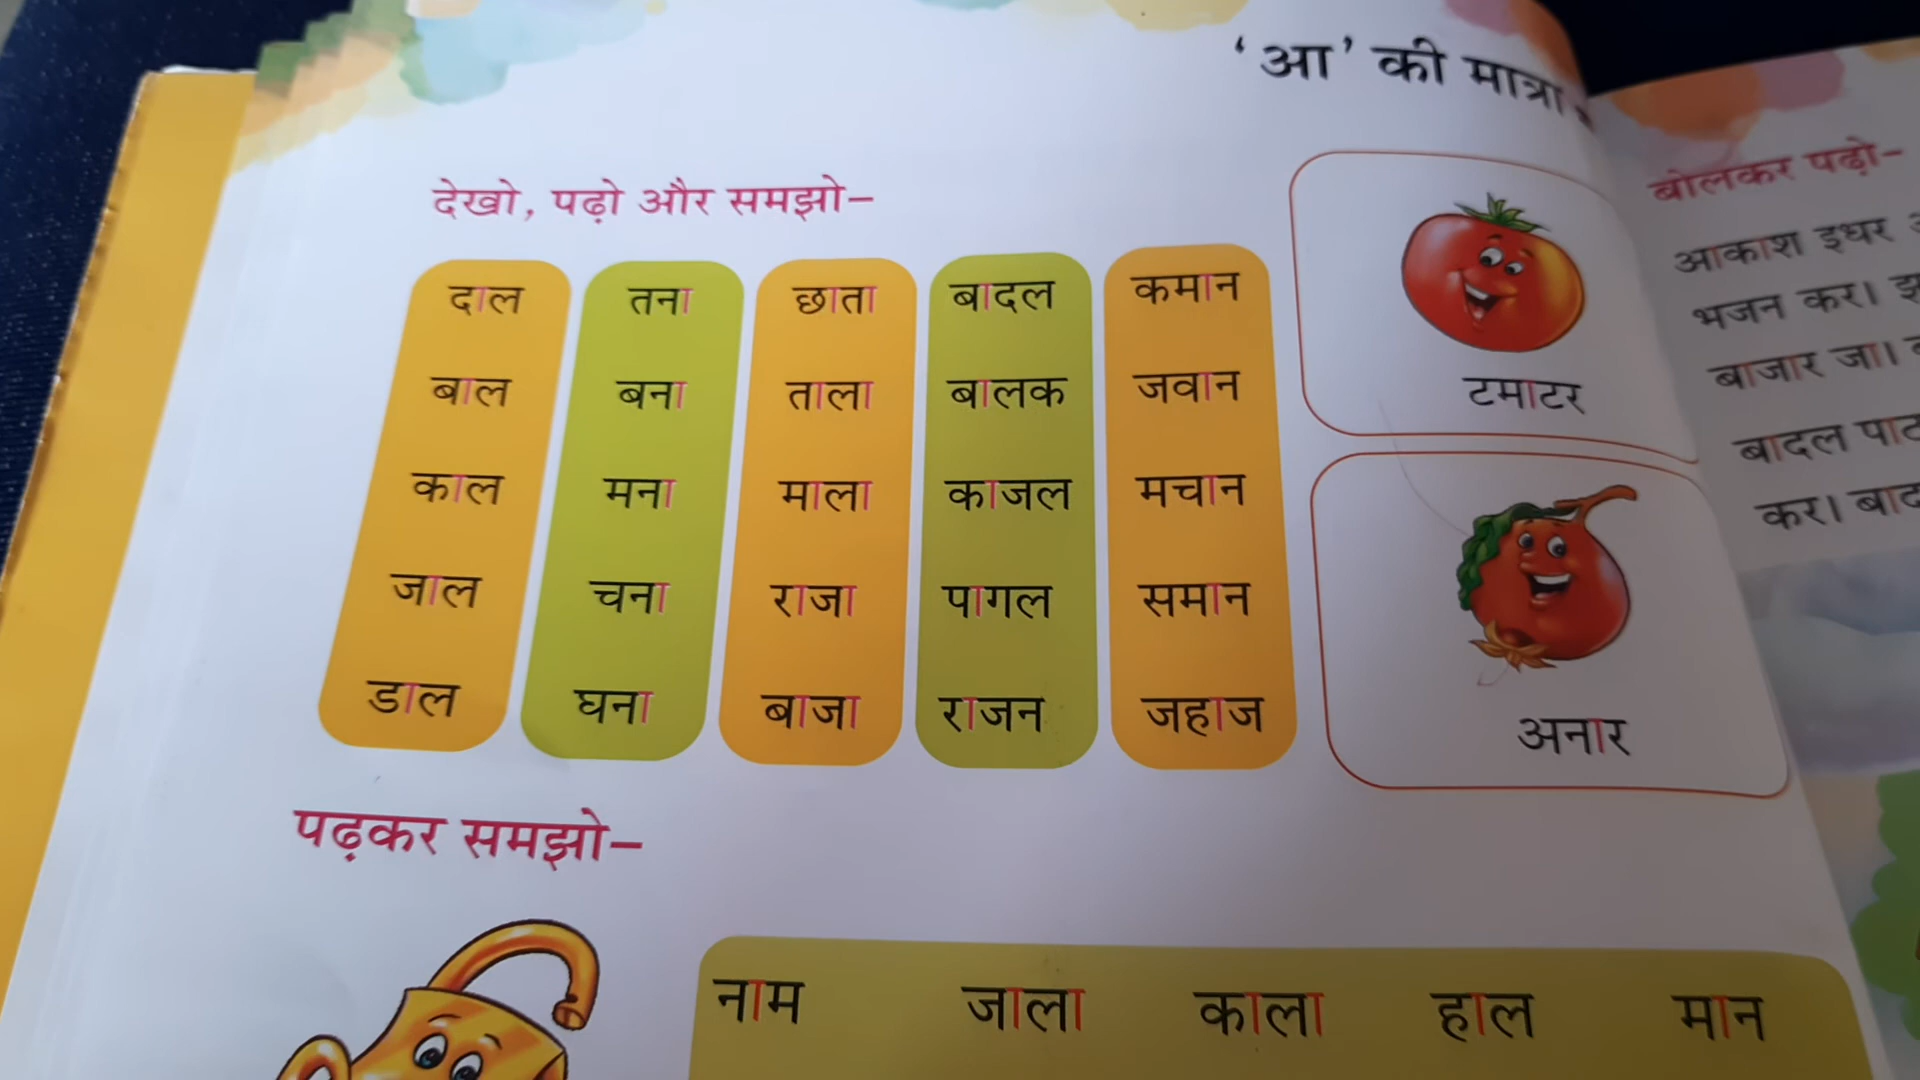 ‘आ’ की मात्रा
देखो, पढ़ो और समझो–
दाल तना छाता बादल कमान
बाल बना ताला बालक जवान
काल मना माला काजल मचान
जाल चना राजा पागल समान
डाल घना बाजा राजन जहाज
टमाटर
अनार
पढ़कर समझो–
नाम जाला काला हाल मान
बोलकर पढ़ो–
आकाश इधर
भजन कर।
बाजार जा।
बादल
कर।